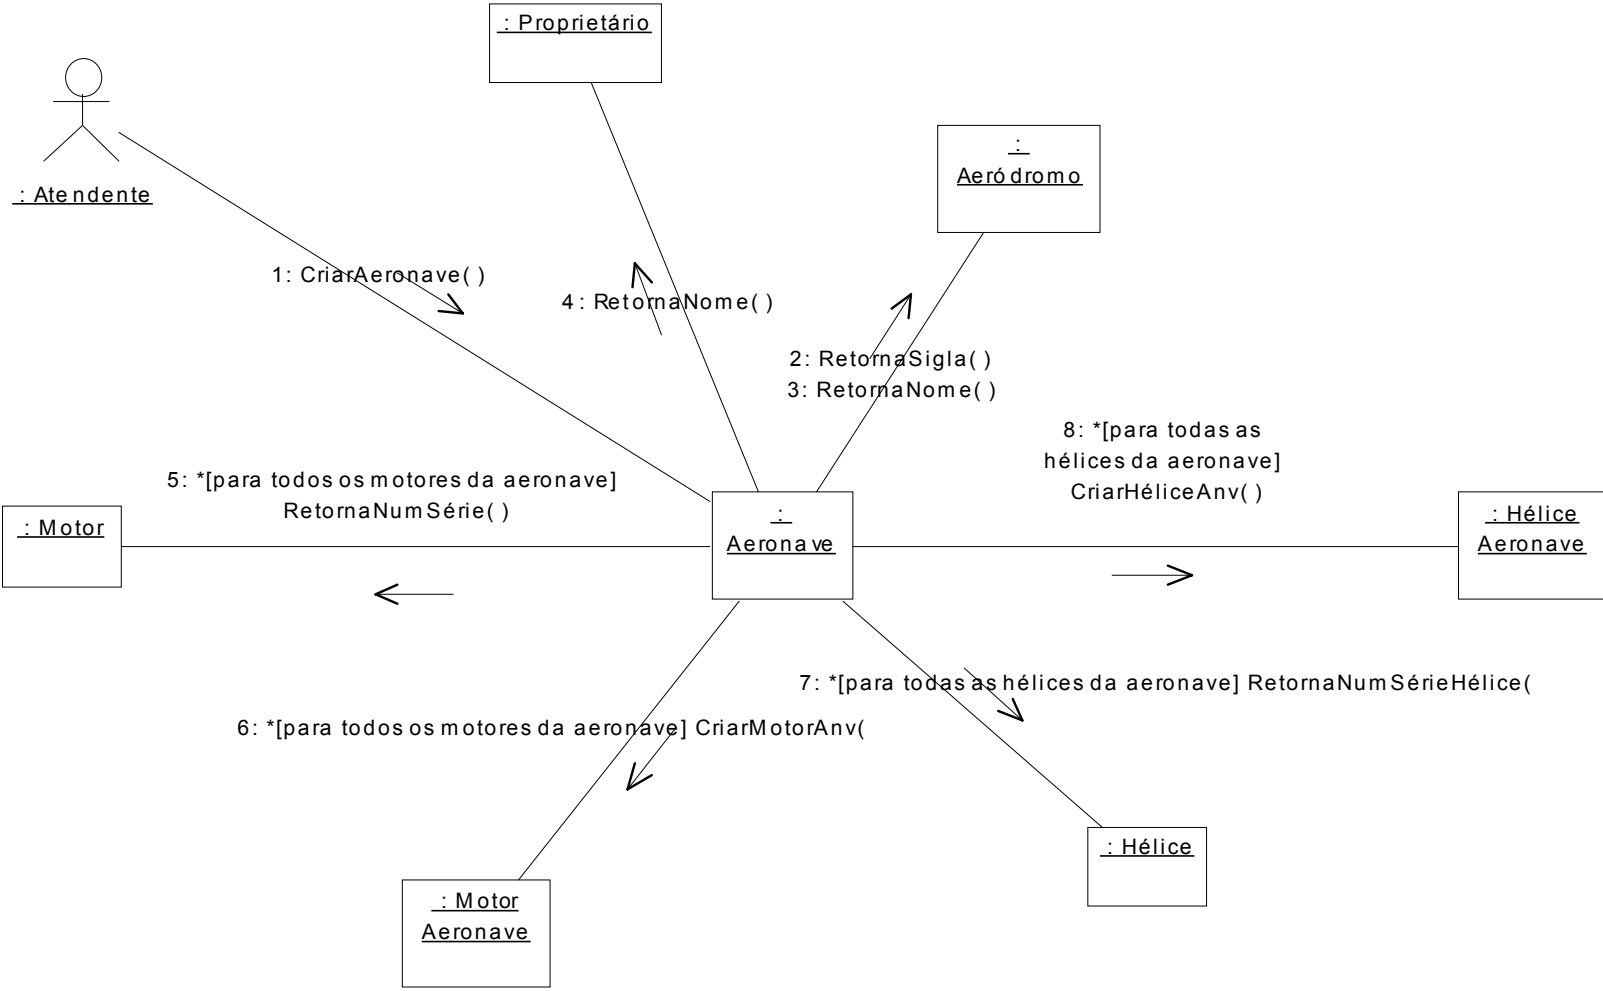 : Proprietário
:
Aeródromo
: Atendente
1: CriarAeronave( )
4: RetornaNome( )
2: RetornaSigla( )
3: RetornaNome( )
8: *[para todas as
hélices da aeronave]
CriarHéliceAnv( )
5: *[para todos os motores da aeronave]
RetornaNumSérie( )
: Motor
:
Aeronave
: Hélice
Aeronave
7: *[para todas as hélices da aeronave] RetornaNumSérieHélice(
6: *[para todos os motores da aeronave] CriarMotorAnv(
: Hélice
: Motor
Aeronave